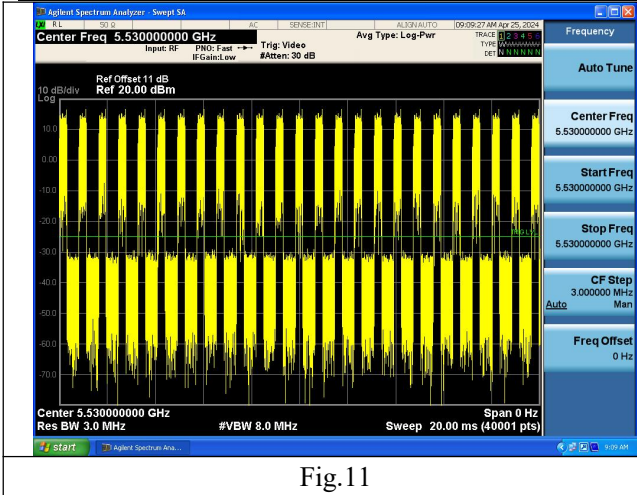 Agilent Spectrum Analyzer - Swept SA
RL 50 Ω AC SENSE:INT ALIGN AUTO 09:09:27 AM Apr 25, 2024
Center Freq 5.530000000 GHz
Input: RF PNO: Fast IFGain:Low
Trig: Video #Atten: 30 dB
Avg Type: Log-Pwr
TRACE 1 2 3 4 5 6
TYPE
DET N N N N N N
Frequency
Auto Tune
Ref Offset 11 dB
10 dB/div Ref 20.00 dBm
Log
10.0
0.00
-10.0
-20.0
-30.0
-40.0
-50.0
-60.0
-70.0
Center Freq
5.530000000 GHz
Start Freq
5.530000000 GHz
Stop Freq
5.530000000 GHz
CF Step
3.000000 MHz
Auto Man
Freq Offset
0 Hz
Center 5.530000000 GHz Span 0 Hz
Res BW 3.0 MHz #VBW 8.0 MHz Sweep 20.00 ms (40001 pts)
start Agilent Spectrum Ana... 9:09 AM
Fig.11